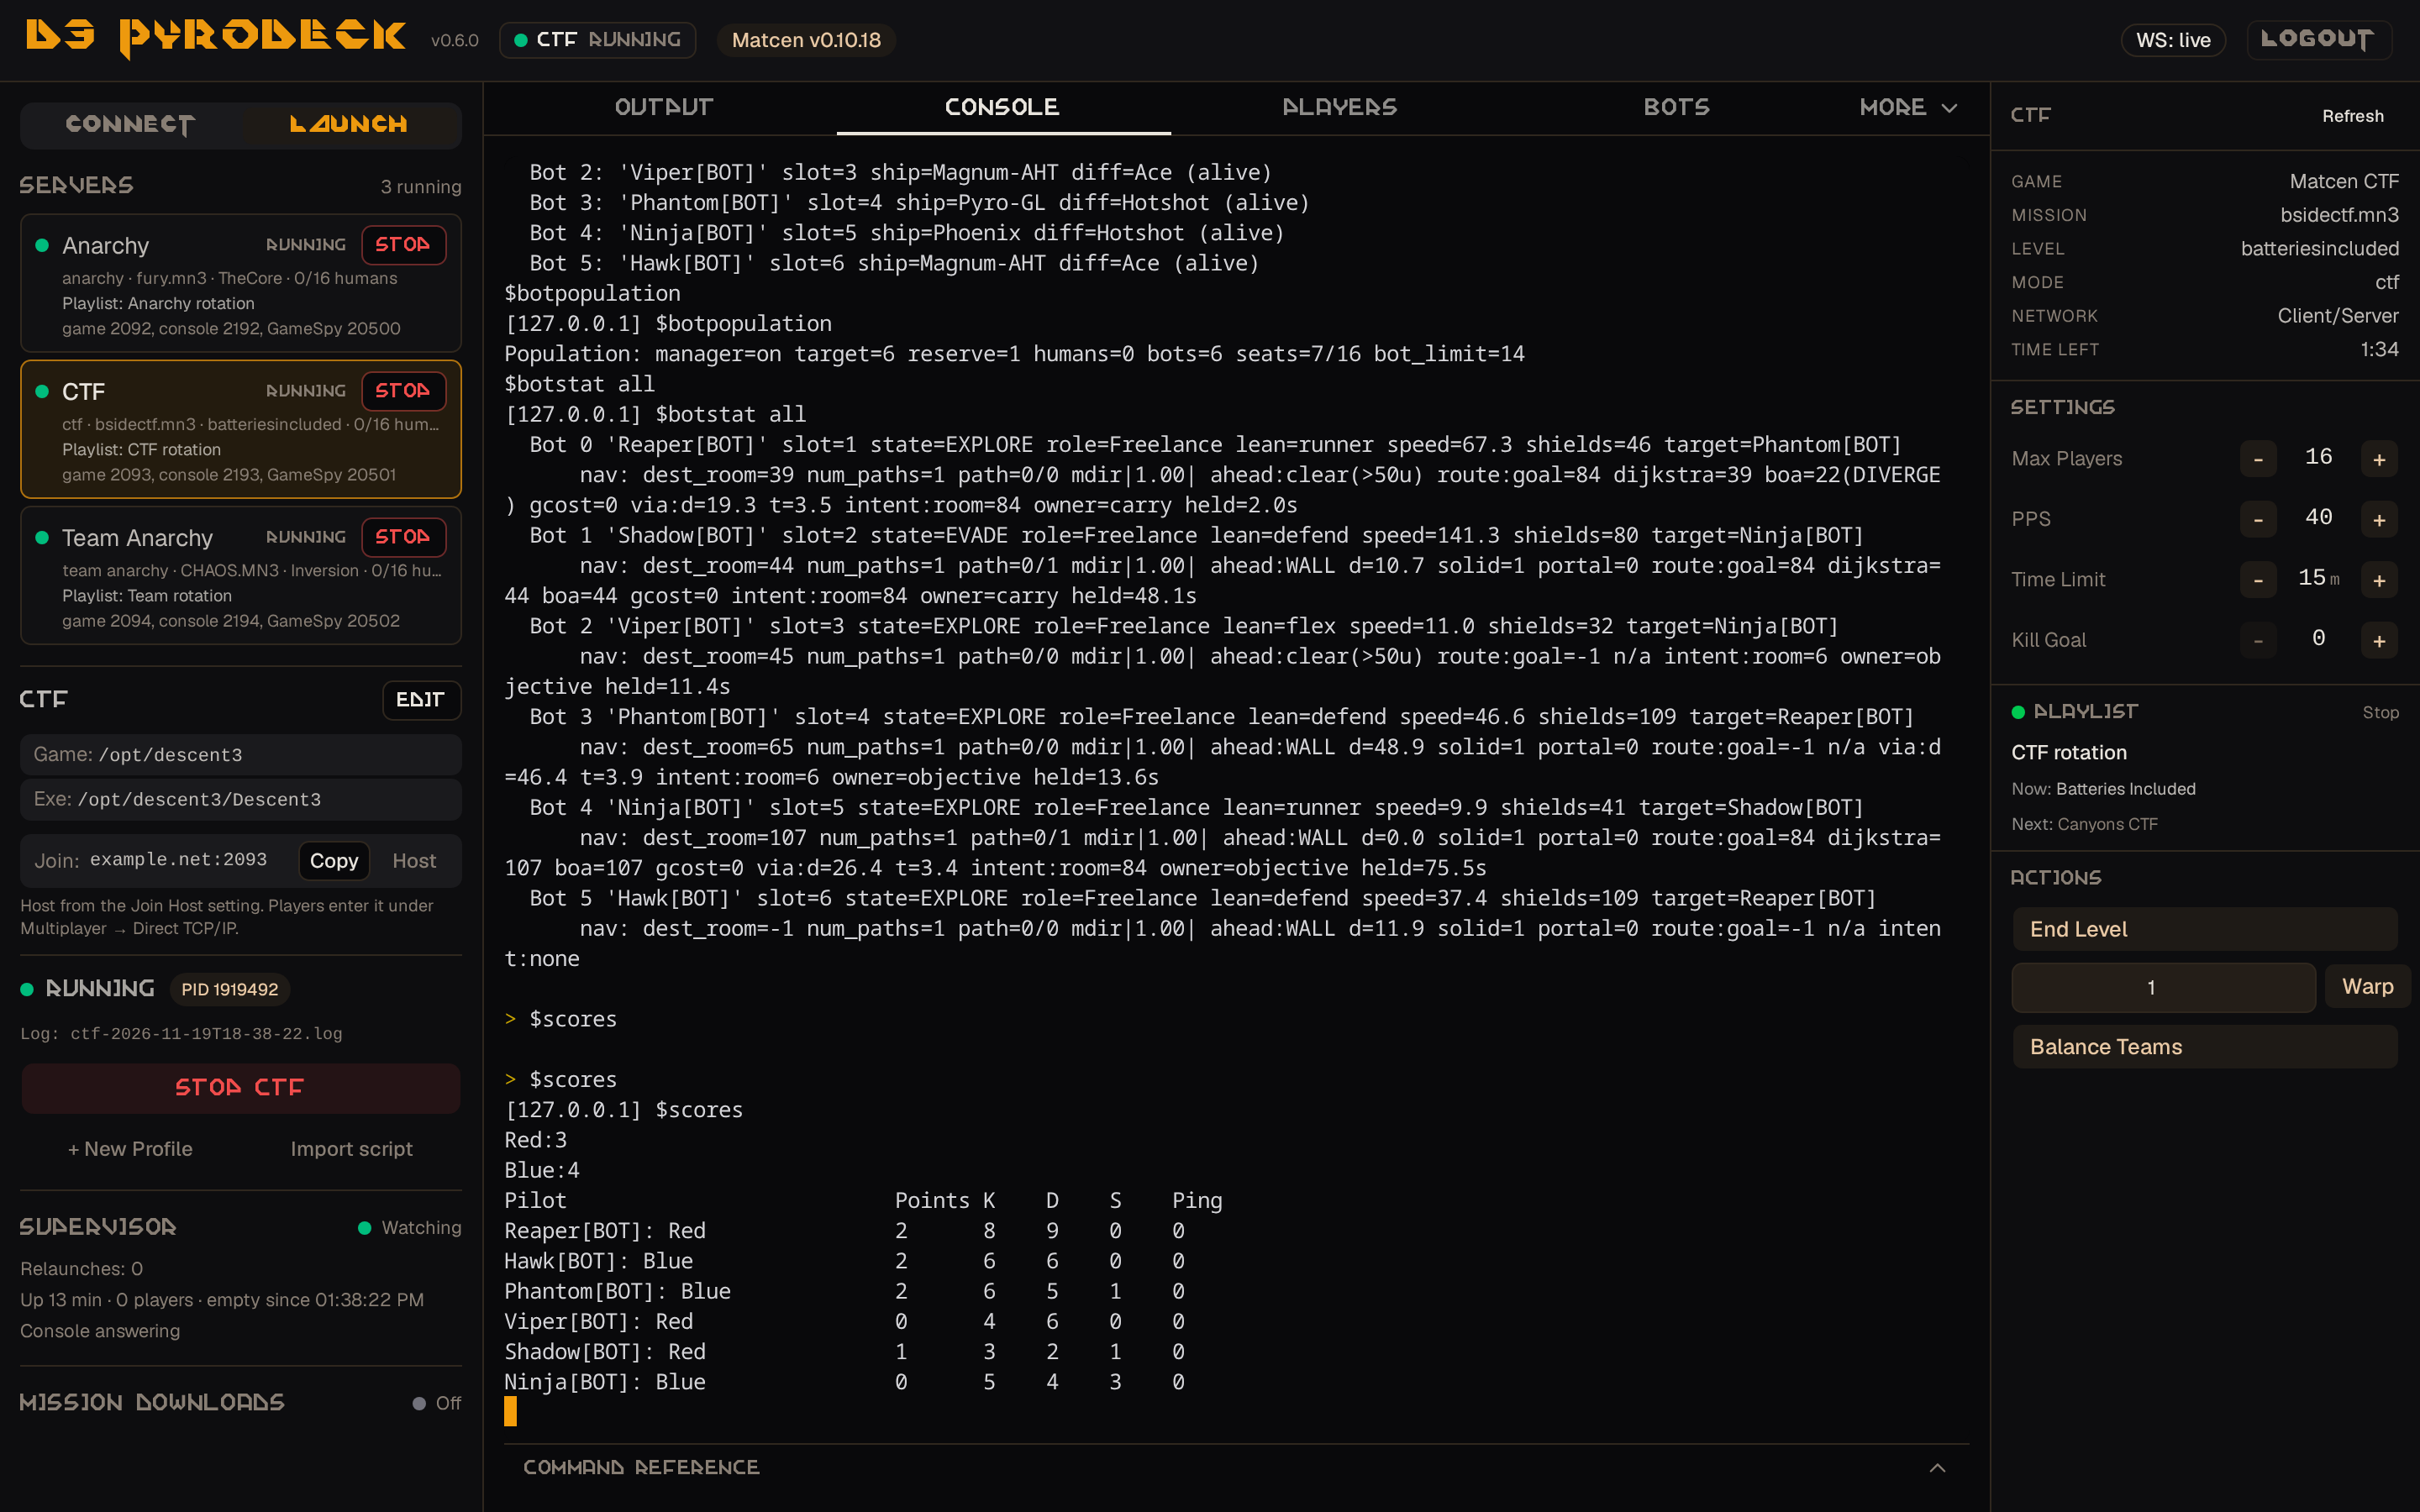 D3 PYRODECK v0.6.0 CTF RUNNING Matcen v0.10.18 WS: live LOGOUT
CONNECT LAUNCH
SERVERS 3 running
Anarchy RUNNING STOP
anarchy · fury.mn3 · TheCore · 0/16 humans
Playlist: Anarchy rotation
game 2092, console 2192, GameSpy 20500
CTF RUNNING STOP
ctf · bsidectf.mn3 · batteriesincluded · 0/16 hum...
Playlist: CTF rotation
game 2093, console 2193, GameSpy 20501
Team Anarchy RUNNING STOP
team anarchy · CHAOS.MN3 · Inversion · 0/16 hu...
Playlist: Team rotation
game 2094, console 2194, GameSpy 20502
CTF EDIT
Game: /opt/descent3
Exe: /opt/descent3/Descent3
Join: example.net:2093 Copy Host
Host from the Join Host setting. Players enter it under
Multiplayer → Direct TCP/IP.
RUNNING PID 1919492
Log: ctf-2026-11-19T18-38-22.log
STOP CTF
+ New Profile Import script
SUPERVISOR Watching
Relaunches: 0
Up 13 min · 0 players · empty since 01:38:22 PM
Console answering
MISSION DOWNLOADS Off
OUTPUT CONSOLE PLAYERS BOTS MORE
Bot 2: 'Viper[BOT]' slot=3 ship=Magnum-AHT diff=Ace (alive)
Bot 3: 'Phantom[BOT]' slot=4 ship=Pyro-GL diff=Hotshot (alive)
Bot 4: 'Ninja[BOT]' slot=5 ship=Phoenix diff=Hotshot (alive)
Bot 5: 'Hawk[BOT]' slot=6 ship=Magnum-AHT diff=Ace (alive)
$botpopulation
[127.0.0.1] $botpopulation
Population: manager=on target=6 reserve=1 humans=0 bots=6 seats=7/16 bot_limit=14
$botstat all
[127.0.0.1] $botstat all
Bot 0 'Reaper[BOT]' slot=1 state=EXPLORE role=Freelance lean=runner speed=67.3 shields=46 target=Phantom[BOT]
nav: dest_room=39 num_paths=1 path=0/0 mdir|1.00| ahead:clear(>50u) route:goal=84 dijkstra=39 boa=22(DIVERGE
) gcost=0 via:d=19.3 t=3.5 intent:room=84 owner=carry held=2.0s
Bot 1 'Shadow[BOT]' slot=2 state=EVADE role=Freelance lean=defend speed=141.3 shields=80 target=Ninja[BOT]
nav: dest_room=44 num_paths=1 path=0/1 mdir|1.00| ahead:WALL d=10.7 solid=1 portal=0 route:goal=84 dijkstra=
44 boa=44 gcost=0 intent:room=84 owner=carry held=48.1s
Bot 2 'Viper[BOT]' slot=3 state=EXPLORE role=Freelance lean=flex speed=11.0 shields=32 target=Ninja[BOT]
nav: dest_room=45 num_paths=1 path=0/0 mdir|1.00| ahead:clear(>50u) route:goal=-1 n/a intent:room=6 owner=ob
jective held=11.4s
Bot 3 'Phantom[BOT]' slot=4 state=EXPLORE role=Freelance lean=defend speed=46.6 shields=109 target=Reaper[BOT]
nav: dest_room=65 num_paths=1 path=0/0 mdir|1.00| ahead:WALL d=48.9 solid=1 portal=0 route:goal=-1 n/a via:d
=46.4 t=3.9 intent:room=6 owner=objective held=13.6s
Bot 4 'Ninja[BOT]' slot=5 state=EXPLORE role=Freelance lean=runner speed=9.9 shields=41 target=Shadow[BOT]
nav: dest_room=107 num_paths=1 path=0/1 mdir|1.00| ahead:WALL d=0.0 solid=1 portal=0 route:goal=84 dijkstra=
107 boa=107 gcost=0 via:d=26.4 t=3.4 intent:room=84 owner=objective held=75.5s
Bot 5 'Hawk[BOT]' slot=6 state=EXPLORE role=Freelance lean=defend speed=37.4 shields=109 target=Reaper[BOT]
nav: dest_room=-1 num_paths=1 path=0/0 mdir|1.00| ahead:WALL d=11.9 solid=1 portal=0 route:goal=-1 n/a inten
t:none
> $scores
> $scores
[127.0.0.1] $scores
Red:3
Blue:4
Pilot Points K D S Ping
Reaper[BOT]: Red 2 8 9 0 0
Hawk[BOT]: Blue 2 6 6 0 0
Phantom[BOT]: Blue 2 6 5 1 0
Viper[BOT]: Red 0 4 6 0 0
Shadow[BOT]: Red 1 3 2 1 0
Ninja[BOT]: Blue 0 5 4 3 0
COMMAND REFERENCE
CTF Refresh
GAME Matcen CTF
MISSION bsidectf.mn3
LEVEL batteriesincluded
MODE ctf
NETWORK Client/Server
TIME LEFT 1:34
SETTINGS
Max Players - 16 +
PPS - 40 +
Time Limit - 15 m +
Kill Goal - 0 +
PLAYLIST Stop
CTF rotation
Now: Batteries Included
Next: Canyons CTF
ACTIONS
End Level
1 Warp
Balance Teams